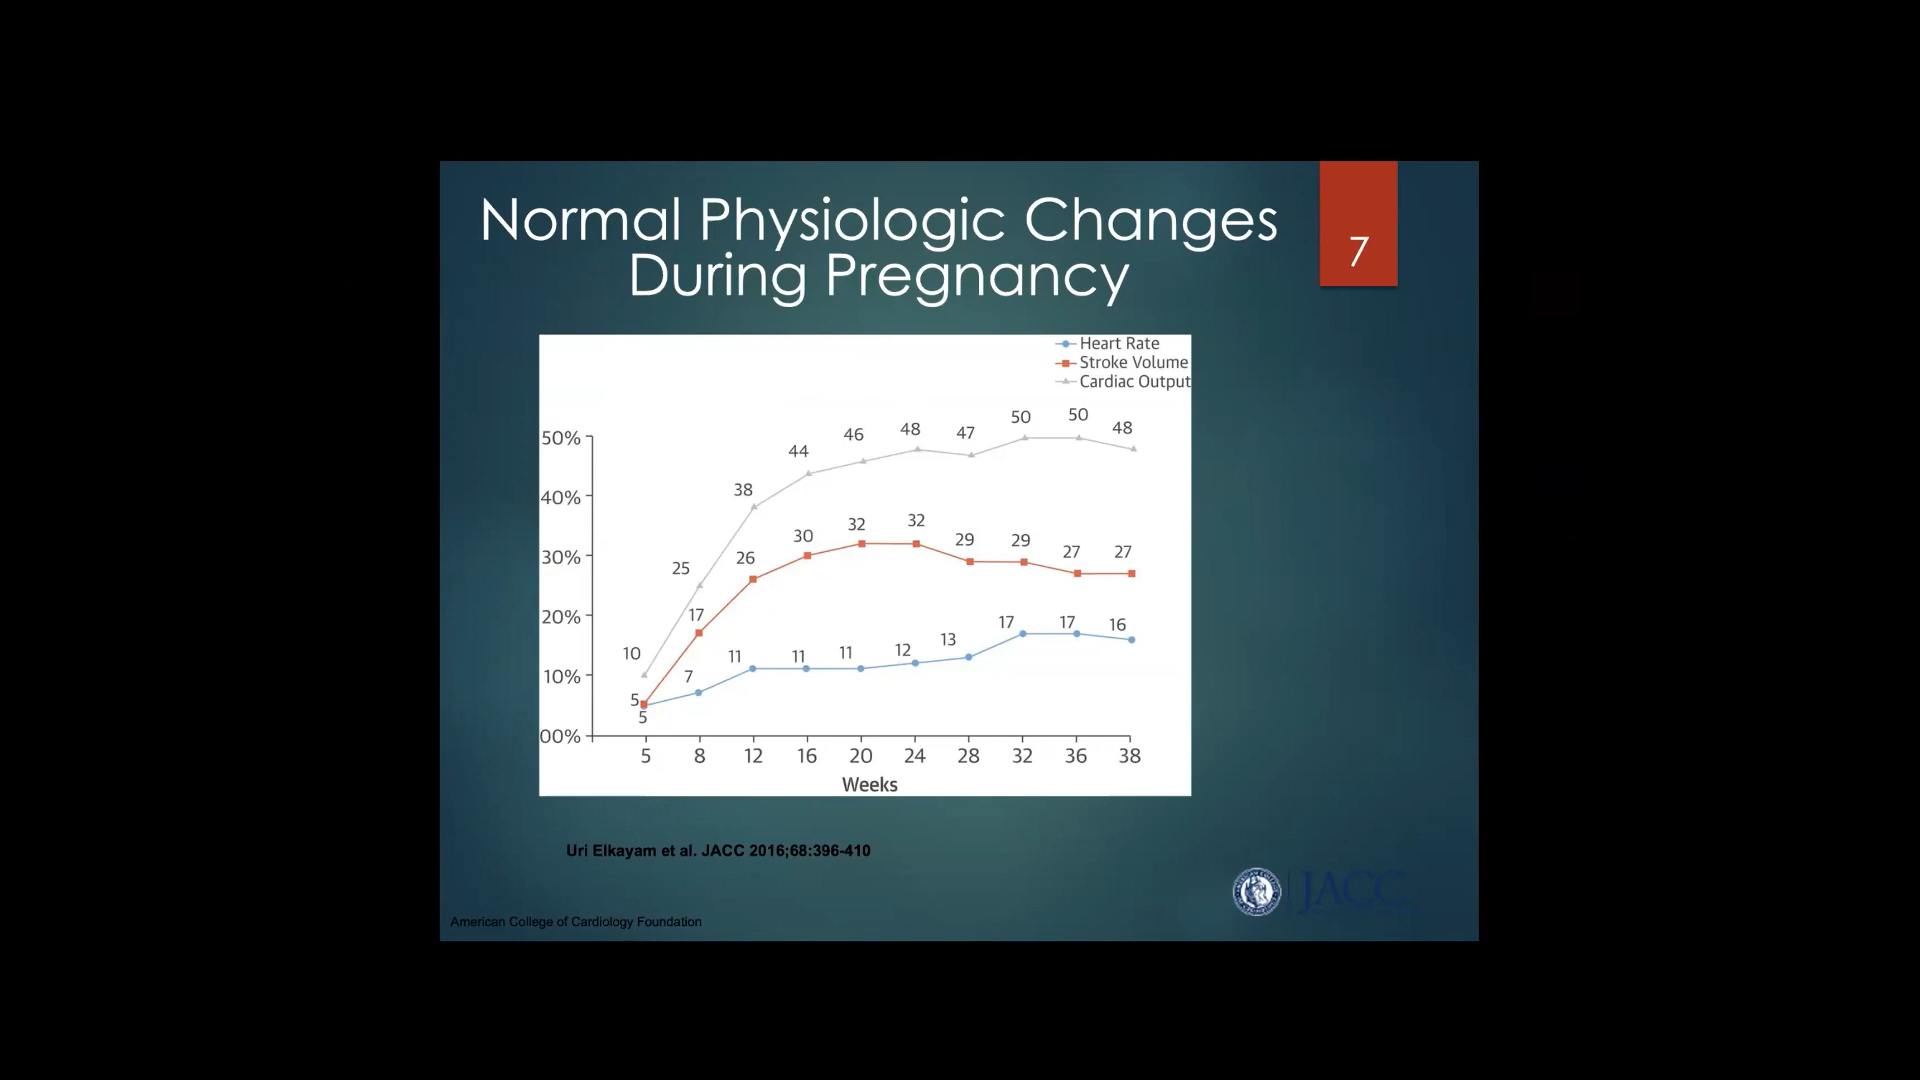 Normal Physiologic Changes
During Pregnancy
7
Heart Rate
Stroke Volume
Cardiac Output
50%
40%
30%
20%
10%
00%
10 25 38 44 46 48 47 50 50 48
5 17 26 30 32 32 29 29 27 27
5 7 11 11 11 12 13 17 17 16
5 8 12 16 20 24 28 32 36 38
Weeks
Uri Elkayam et al. JACC 2016;68:396-410
JACC
American College of Cardiology Foundation